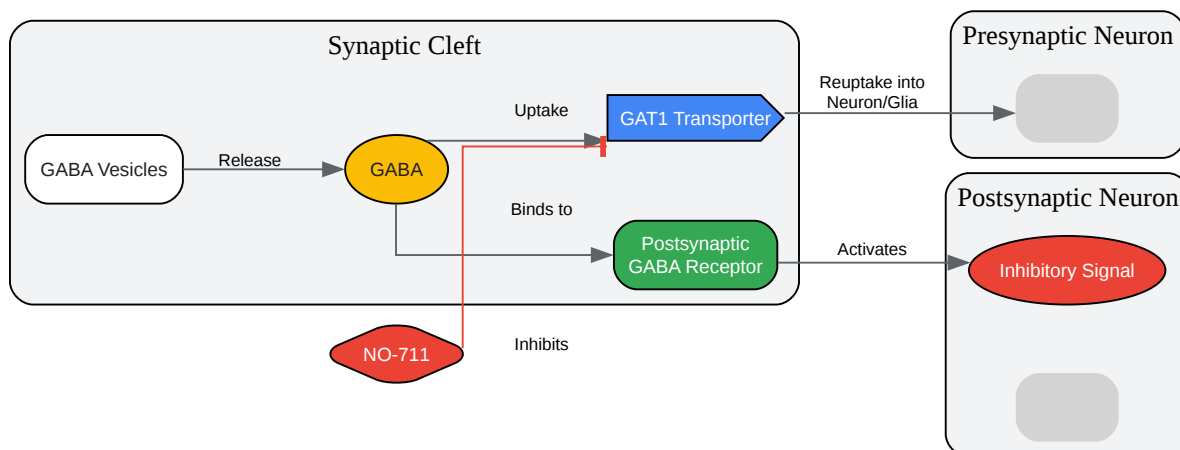 Synaptic Cleft
Presynaptic Neuron
Uptake
GAT1 Transporter
Reuptake into
Neuron/Glia
GABA Vesicles
Release
GABA
Binds to
Postsynaptic
GABA Receptor
Activates
Postsynaptic Neuron
Inhibitory Signal
NO-711
Inhibits